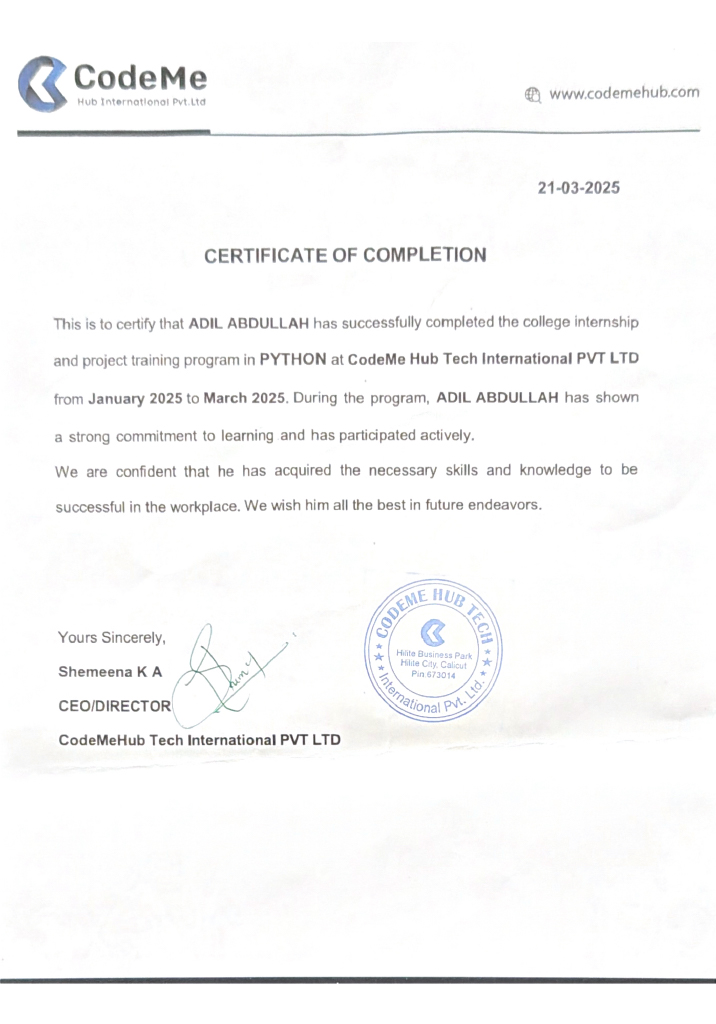 CodeMe
Hub International Pvt.Ltd
www.codemehub.com
21-03-2025
CERTIFICATE OF COMPLETION
This is to certify that ADIL ABDULLAH has successfully completed the college internship
and project training program in PYTHON at CodeMe Hub Tech International PVT LTD
from January 2025 to March 2025. During the program, ADIL ABDULLAH has shown
a strong commitment to learning and has participated actively.
We are confident that he has acquired the necessary skills and knowledge to be
successful in the workplace. We wish him all the best in future endeavors.
Yours Sincerely,
Shemeena K A
CEO/DIRECTOR
CodeMeHub Tech International PVT LTD
CODEME HUB TECH
Hilite Business Park
Hilite City, Calicut
Pin:673014
International Pvt. Ltd.